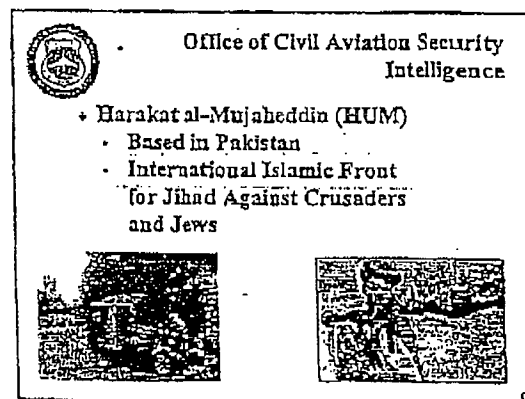 Office of Civil Aviation Security
Intelligence
Harakat al-Mujaheddin (HUM)
Based in Pakistan
International Islamic Front
for Jihad Against Crusaders
and Jews